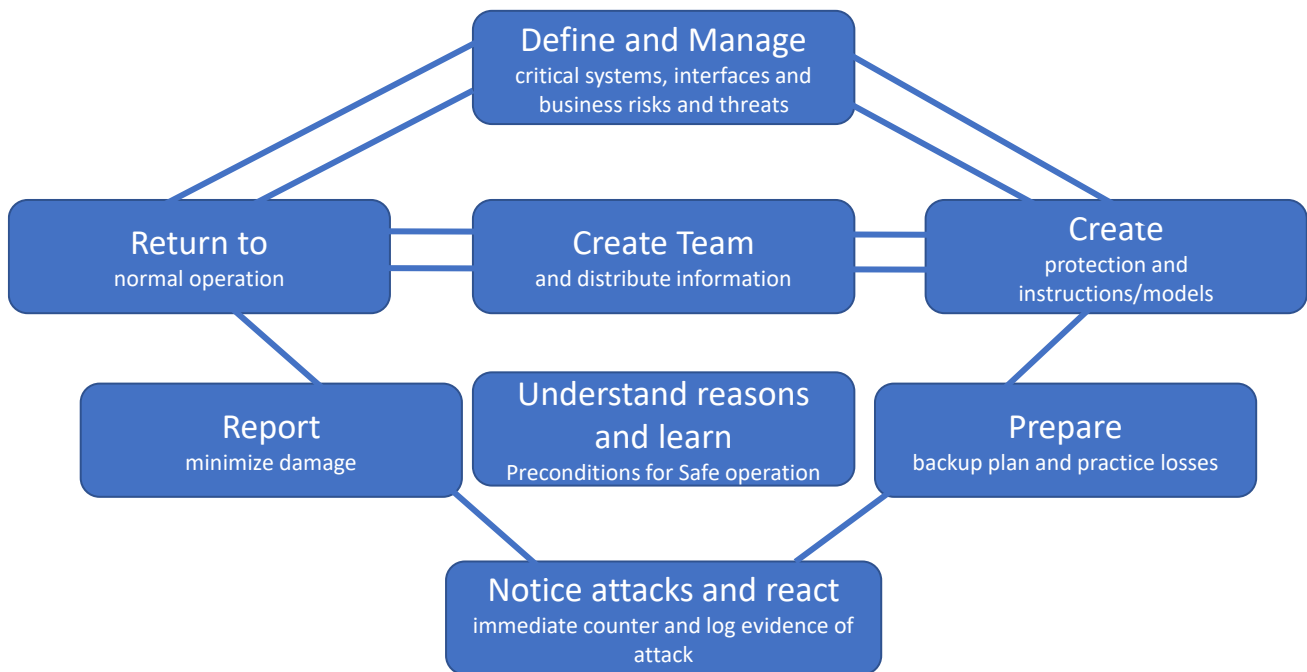 Define and Manage
critical systems, interfaces and
business risks and threats
Return to
normal operation
Create Team
and distribute information
Create
protection and
instructions/models
Report
minimize damage
Understand reasons
and learn
Preconditions for Safe operation
Prepare
backup plan and practice losses
Notice attacks and react
immediate counter and log evidence of
attack